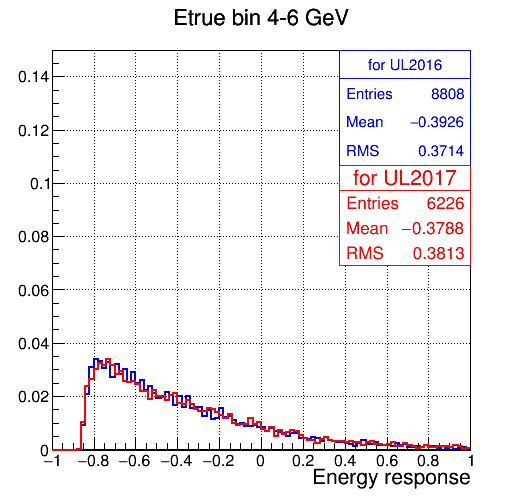 Etrue bin 4-6 GeV
for UL2016
Entries 8808
Mean −0.3926
RMS 0.3714
for UL2017
Entries 6226
Mean −0.3788
RMS 0.3813
0.14
0.12
0.1
0.08
0.06
0.04
0.02
0
−1 −0.8 −0.6 −0.4 −0.2 0 0.2 0.4 0.6 0.8 1
Energy response